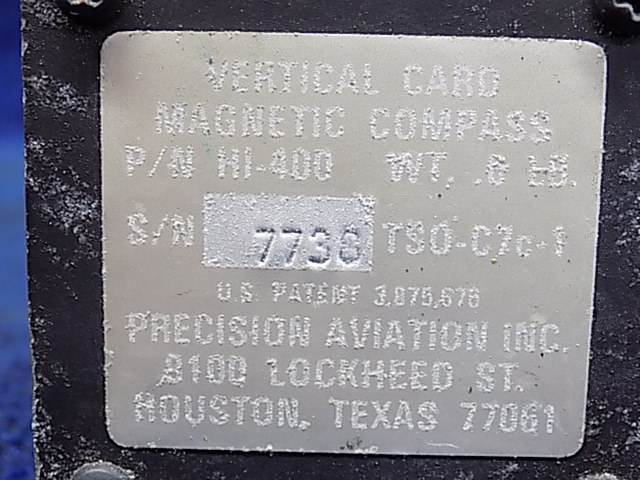 VERTICAL CARD
MAGNETIC COMPASS
P/N HI-400 WT. .6 LB.
S/N 7736 TSO-C7c-1
U.S. PATENT 3,875,676
PRECISION AVIATION INC.
8100 LOCKHEED ST.
HOUSTON, TEXAS 77061